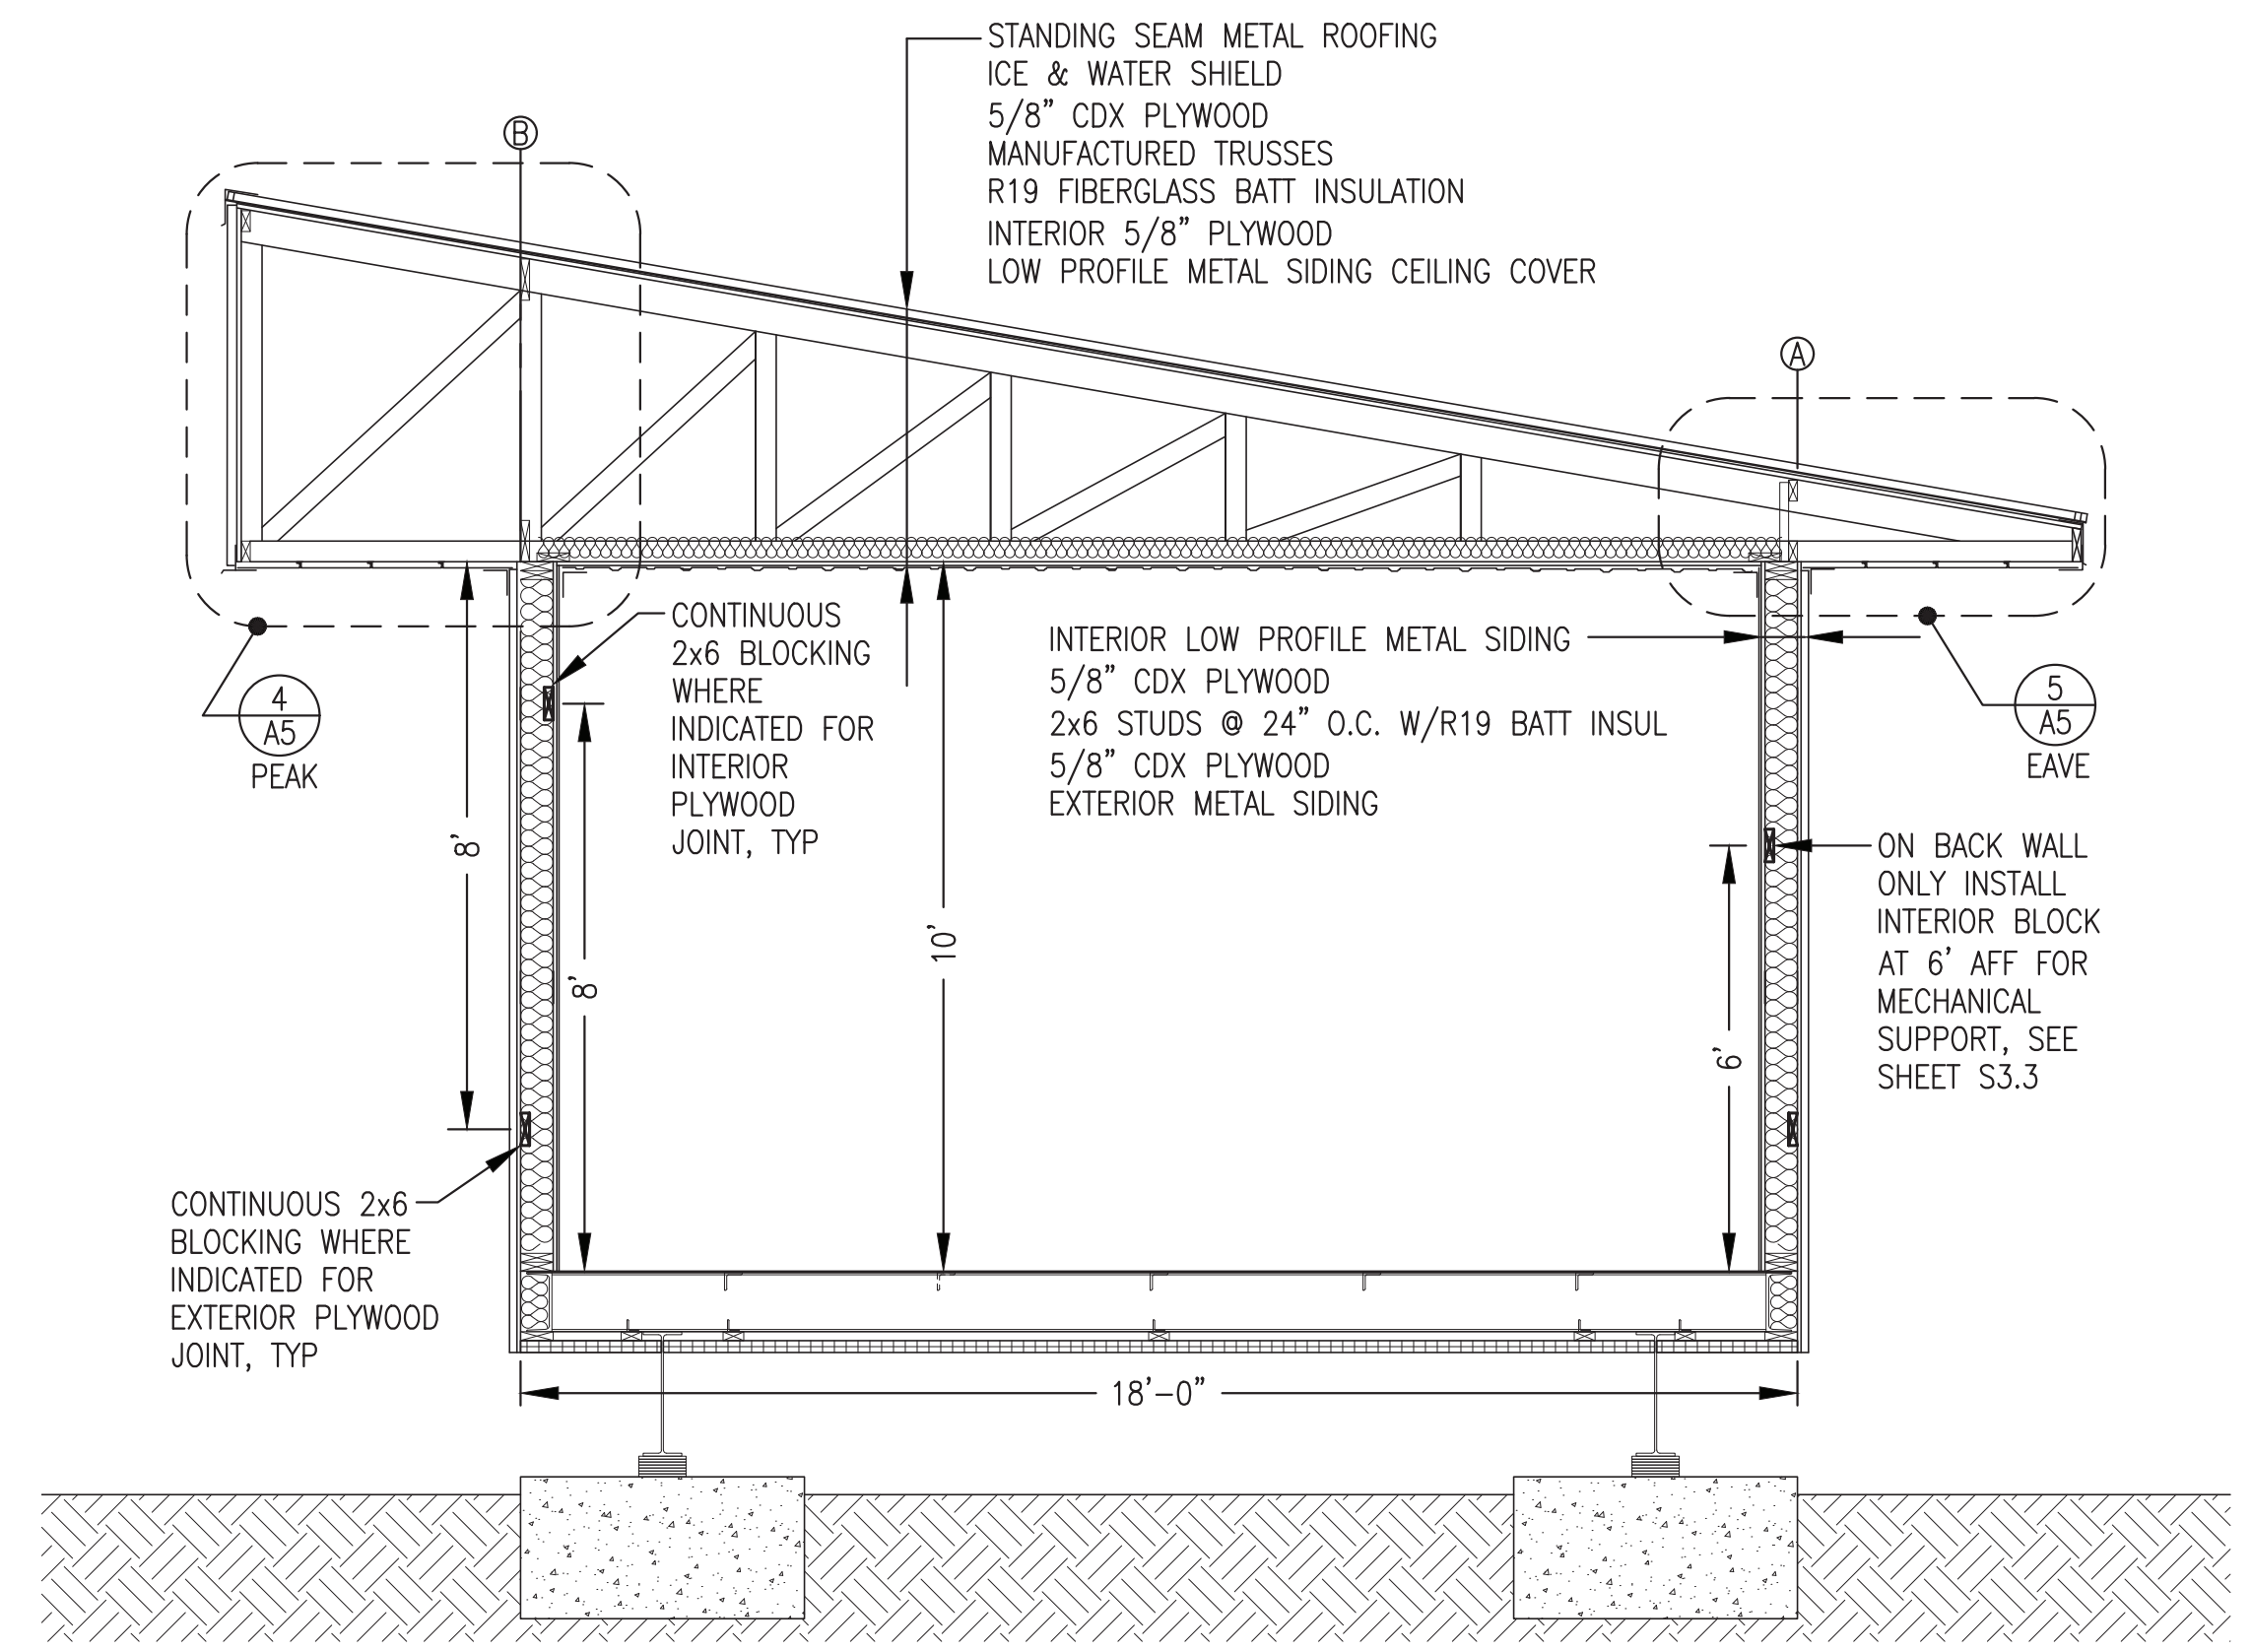 STANDING SEAM METAL ROOFING
ICE & WATER SHIELD
5/8" CDX PLYWOOD
MANUFACTURED TRUSSES
R19 FIBERGLASS BATT INSULATION
INTERIOR 5/8" PLYWOOD
LOW PROFILE METAL SIDING CEILING COVER
B
A
CONTINUOUS
2x6 BLOCKING
WHERE
INDICATED FOR
INTERIOR
PLYWOOD
JOINT, TYP
INTERIOR LOW PROFILE METAL SIDING
5/8" CDX PLYWOOD
2x6 STUDS @ 24" O.C. W/R19 BATT INSUL
5/8" CDX PLYWOOD
EXTERIOR METAL SIDING
4
A5
PEAK
5
A5
EAVE
8'
8'
10'
6'
ON BACK WALL
ONLY INSTALL
INTERIOR BLOCK
AT 6' AFF FOR
MECHANICAL
SUPPORT, SEE
SHEET S3.3
CONTINUOUS 2x6
BLOCKING WHERE
INDICATED FOR
EXTERIOR PLYWOOD
JOINT, TYP
18'-0"